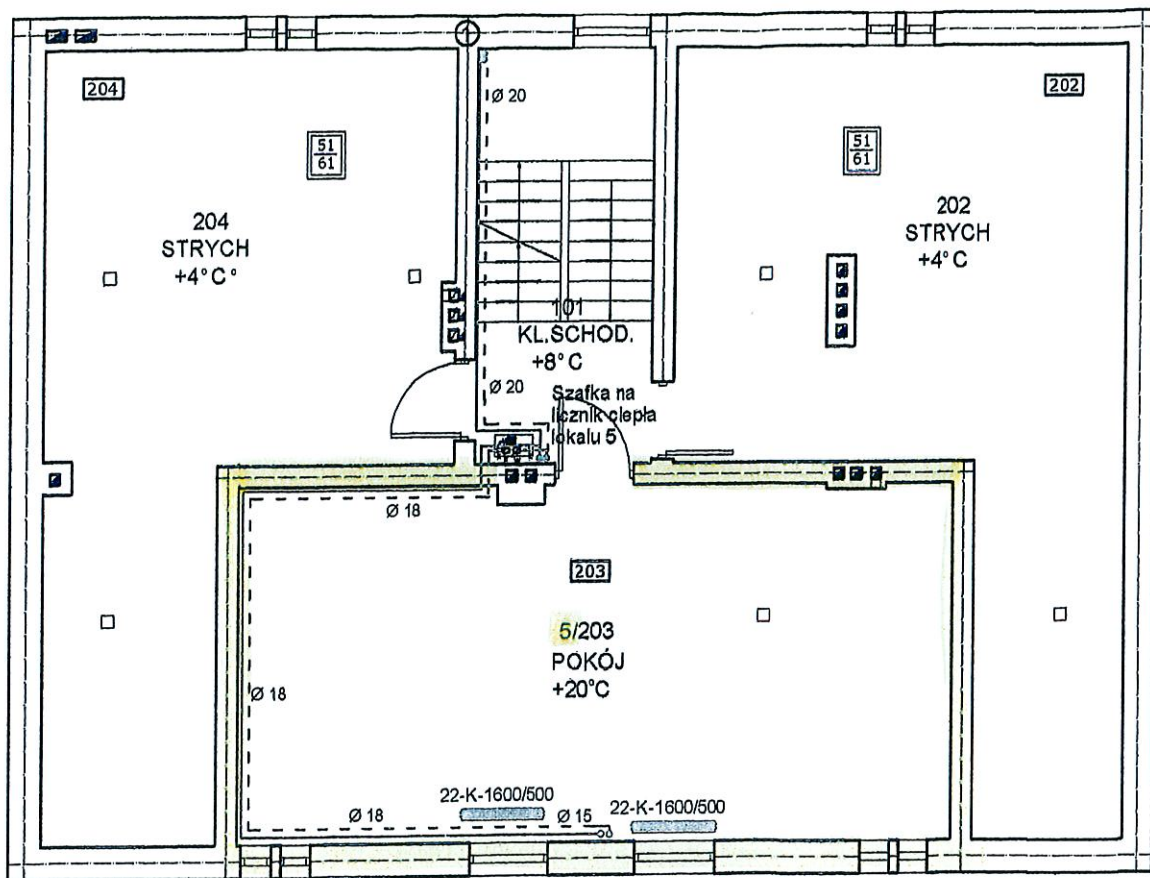 204
202
Ø 20
51
61
51
61
204
STRYCH
+4°C°
202
STRYCH
+4°C
101
KL.SCHOD.
+8°C
Ø 20
Szafka na
licznik ciepła
lokalu 5
Ø 18
203
5/203
POKÓJ
+20°C
Ø 18
22-K-1600/500
22-K-1600/500
Ø 18
Ø 15